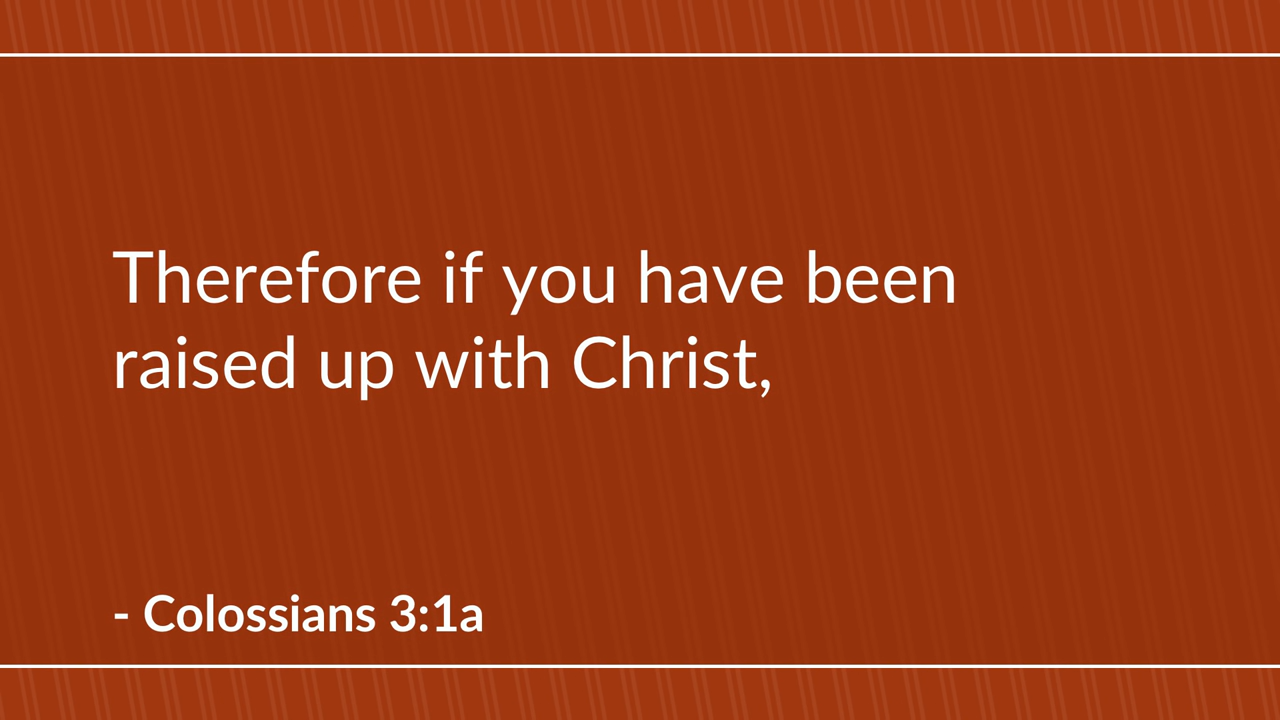 Therefore if you have been
raised up with Christ,
- Colossians 3:1a